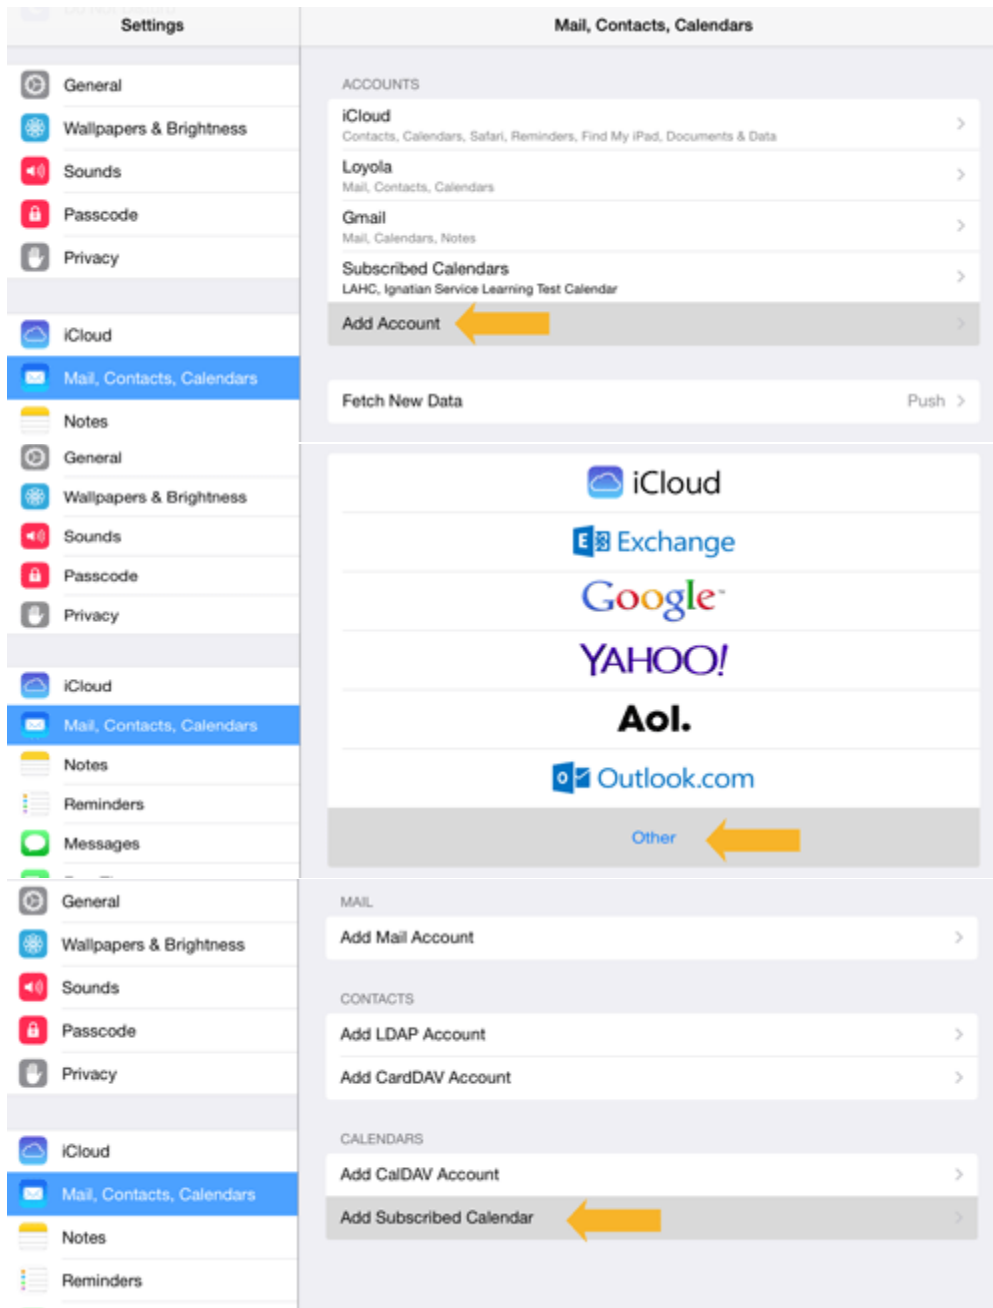 Settings
Mail, Contacts, Calendars
General
Wallpapers & Brightness
Sounds
Passcode
Privacy
iCloud
Mail, Contacts, Calendars
Notes
ACCOUNTS
iCloud
Contacts, Calendars, Safari, Reminders, Find My iPad, Documents & Data
Loyola
Mail, Contacts, Calendars
Gmail
Mail, Calendars, Notes
Subscribed Calendars
LAHC, Ignatian Service Learning Test Calendar
Add Account
Fetch New Data
Push
General
Wallpapers & Brightness
Sounds
Passcode
Privacy
iCloud
Mail, Contacts, Calendars
Notes
Reminders
Messages
iCloud
Exchange
Google™
YAHOO!
Aol.
Outlook.com
Other
General
Wallpapers & Brightness
Sounds
Passcode
Privacy
iCloud
Mail, Contacts, Calendars
Notes
Reminders
MAIL
Add Mail Account
CONTACTS
Add LDAP Account
Add CardDAV Account
CALENDARS
Add CalDAV Account
Add Subscribed Calendar